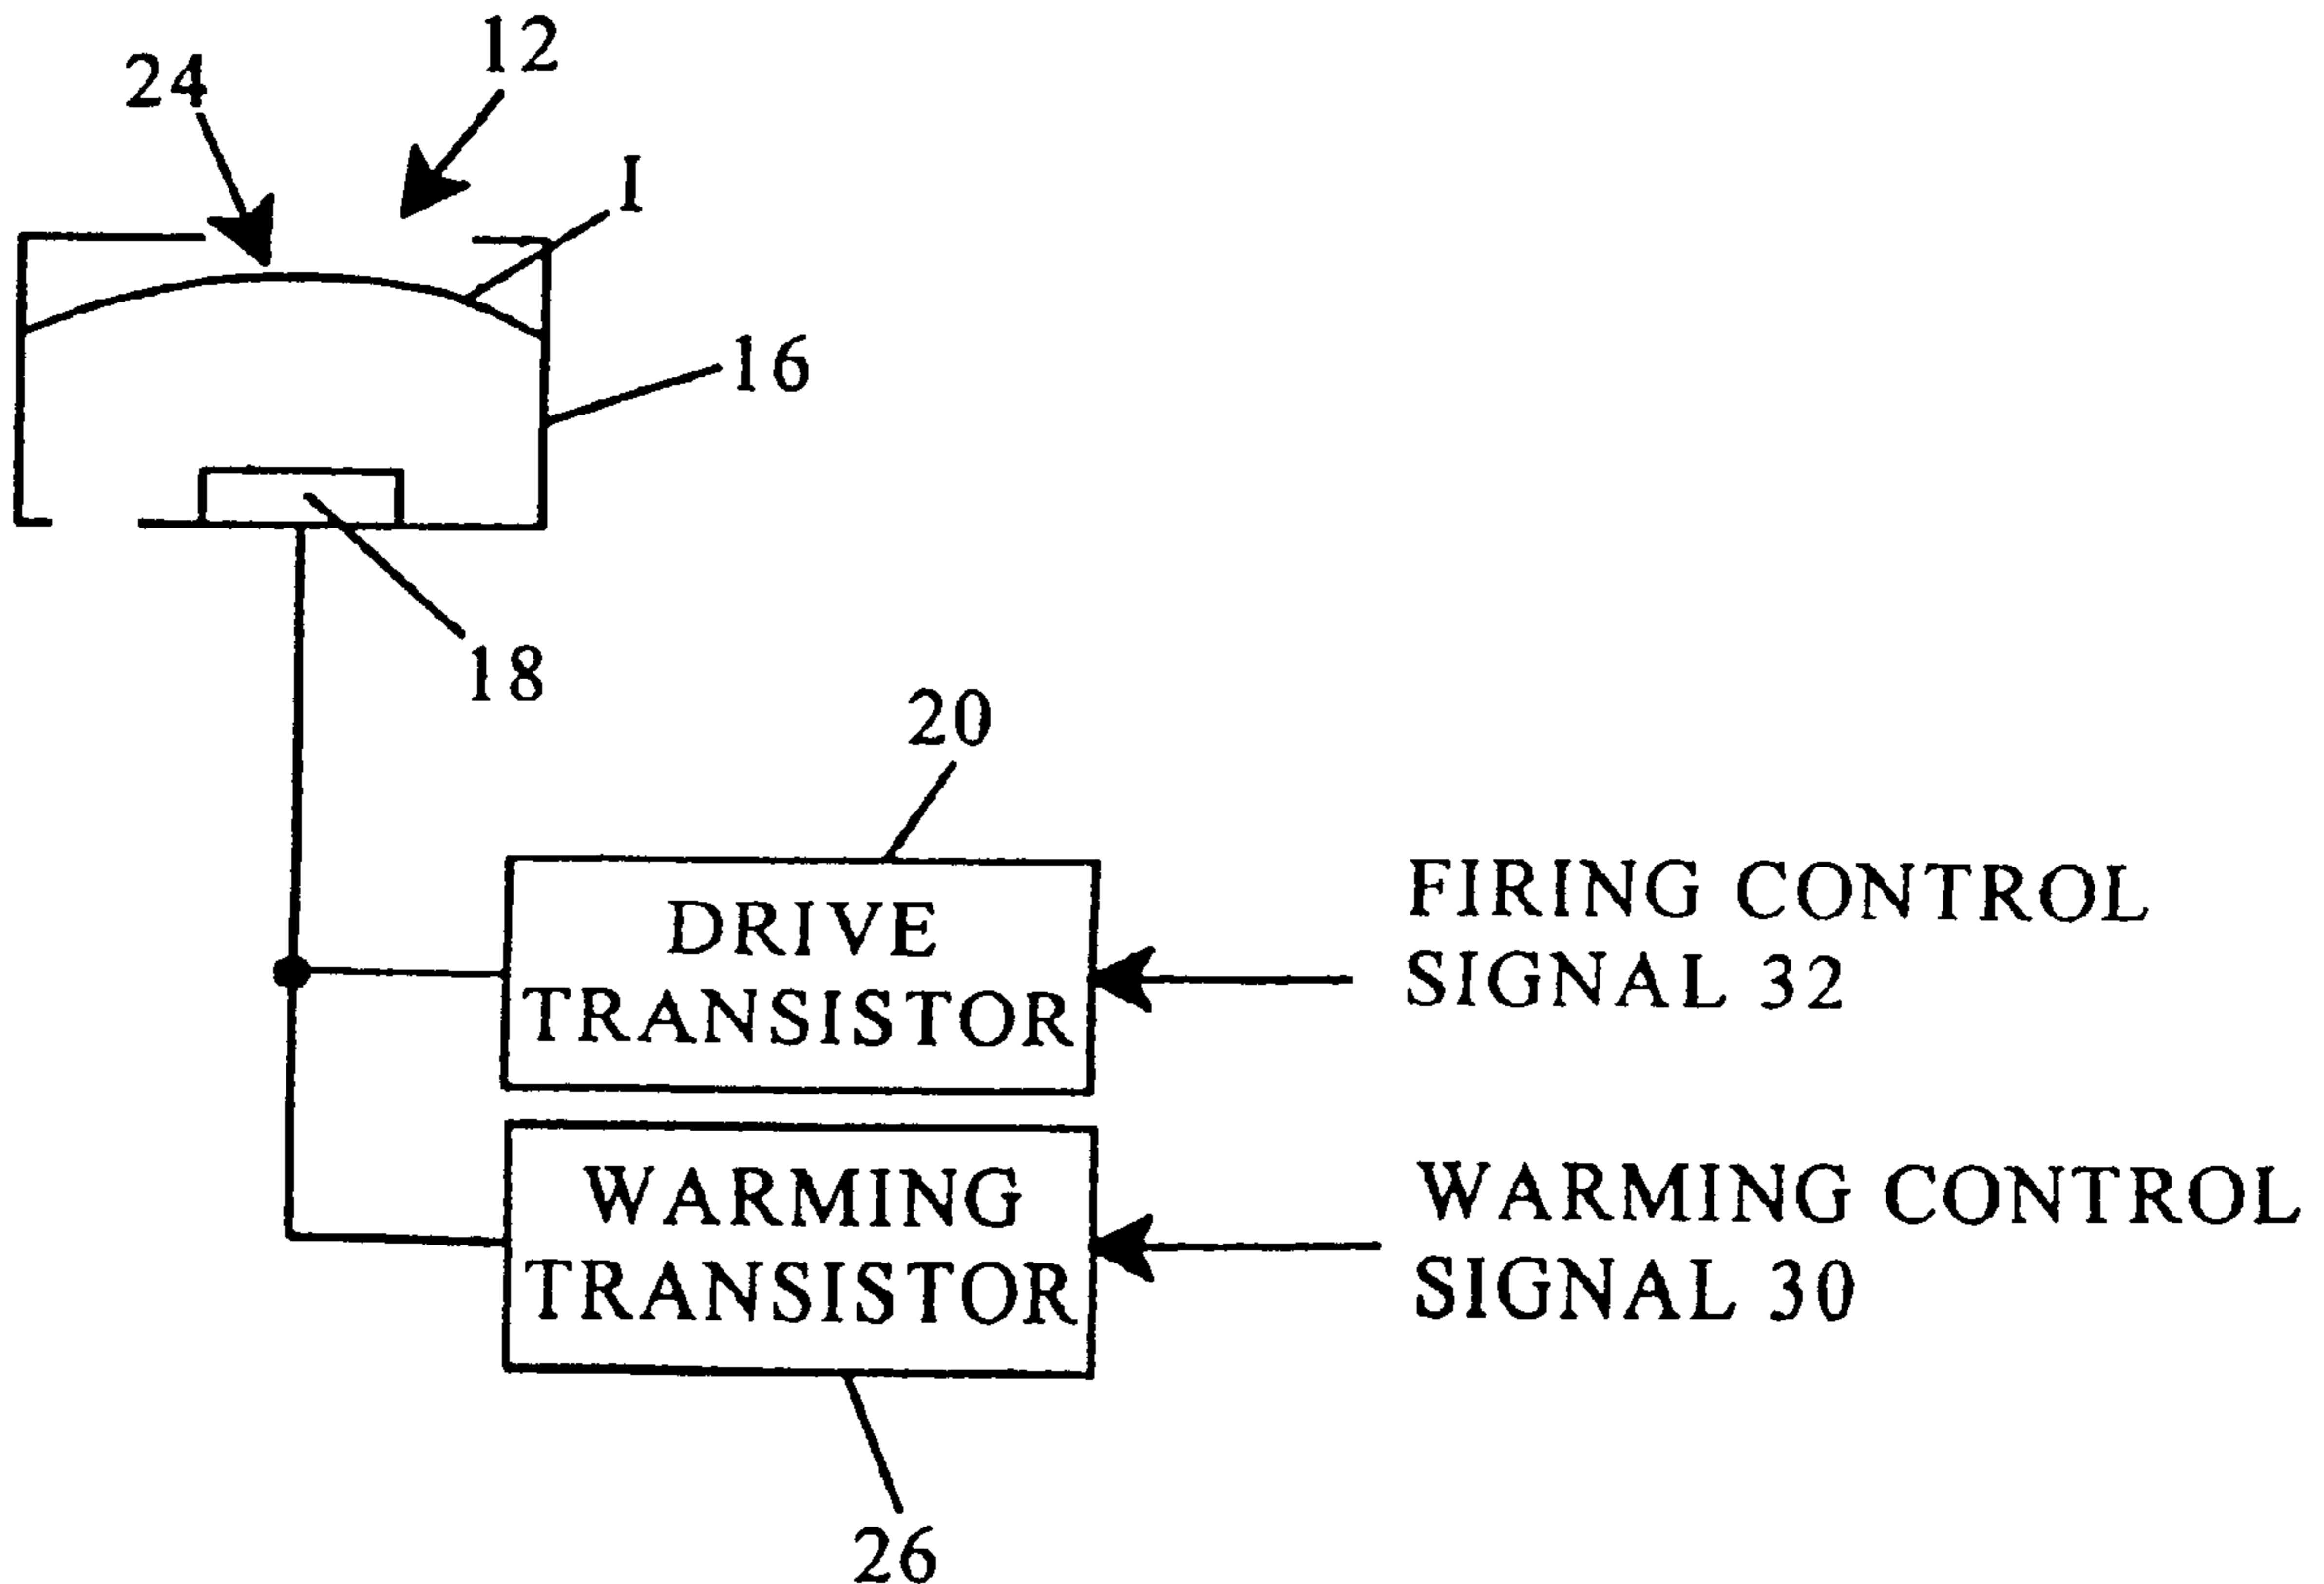 12
24
I
16
18
20
DRIVE
TRANSISTOR
FIRING CONTROL
SIGNAL 32
WARMING
TRANSISTOR
WARMING CONTROL
SIGNAL 30
26